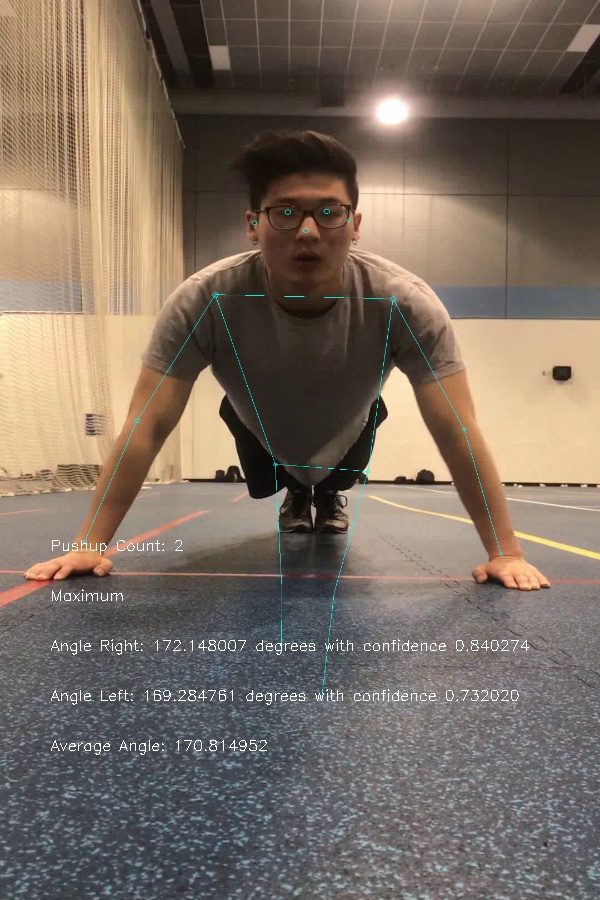 Pushup Count: 2
Maximum
Angle Right: 172.148007 degrees with confidence 0.840274
Angle Left: 169.284761 degrees with confidence 0.732020
Average Angle: 170.814952